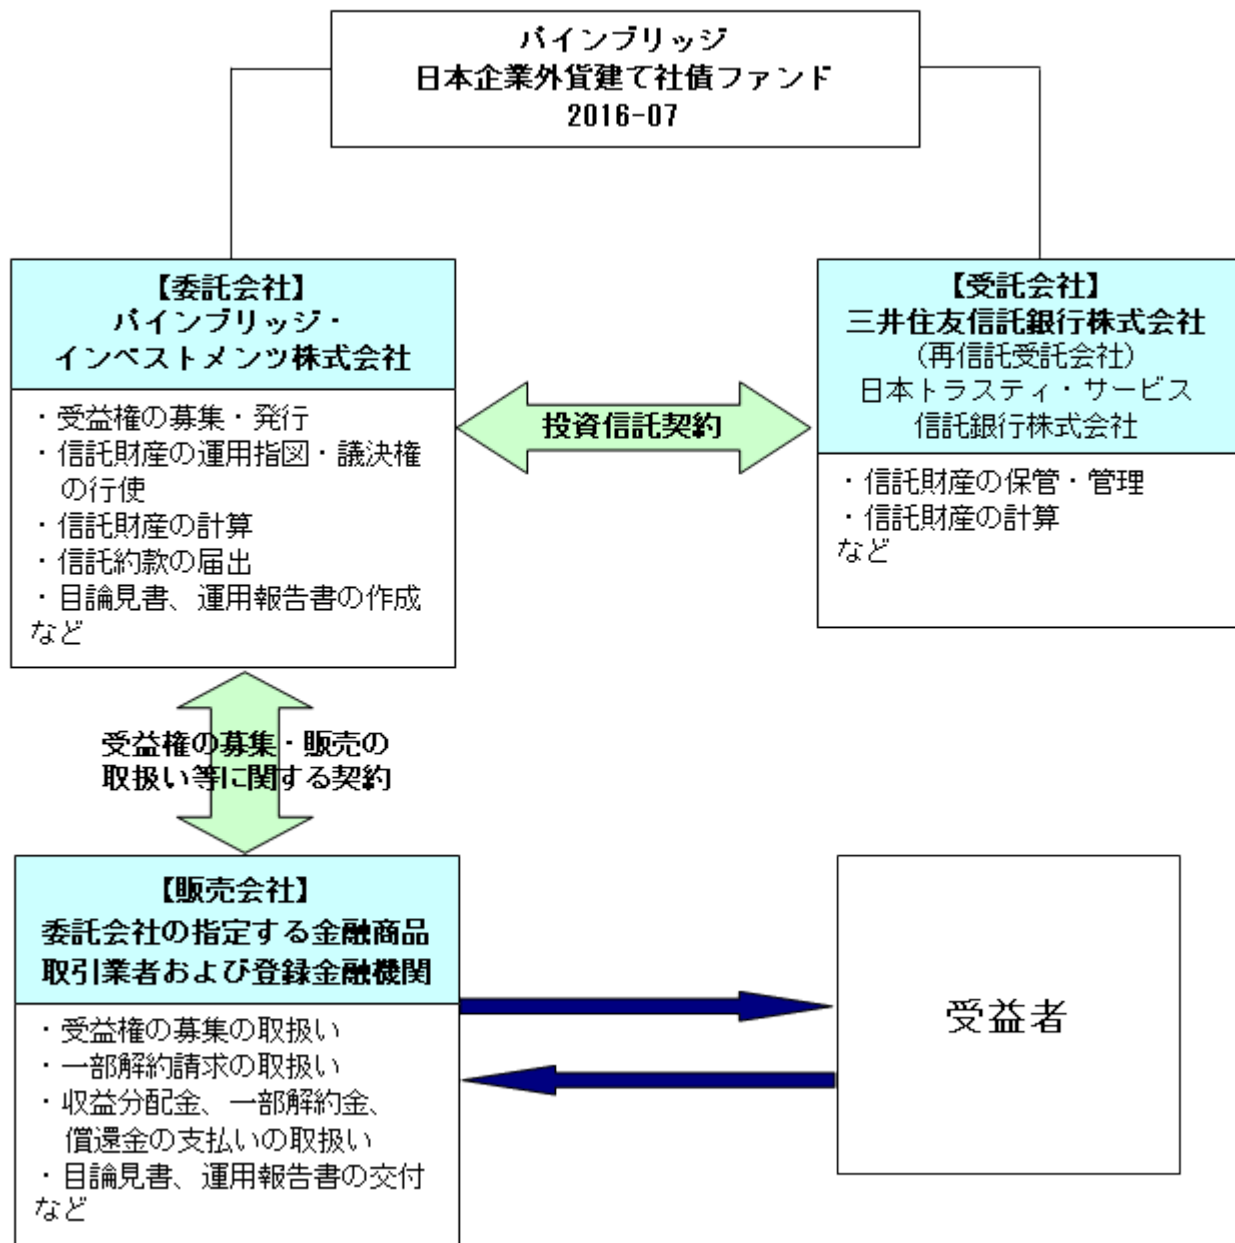 パインブリッジ
日本企業外貨建て社債ファンド
2016-07
【委託会社】
パインブリッジ・
インベストメンツ株式会社
・受益権の募集・発行
・信託財産の運用指図・議決権
の行使
・信託財産の計算
・信託約款の届出
・目論見書、運用報告書の作成
など
投資信託契約
【受託会社】
三井住友信託銀行株式会社
(再信託受託会社)
日本トラスティ・サービス
信託銀行株式会社
・信託財産の保管・管理
・信託財産の計算
など
受益権の募集・販売の
取扱い等に関する契約
【販売会社】
委託会社の指定する金融商品
取引業者および登録金融機関
・受益権の募集の取扱い
・一部解約請求の取扱い
・収益分配金、一部解約金、
償還金の支払いの取扱い
・目論見書、運用報告書の交付
など
受益者